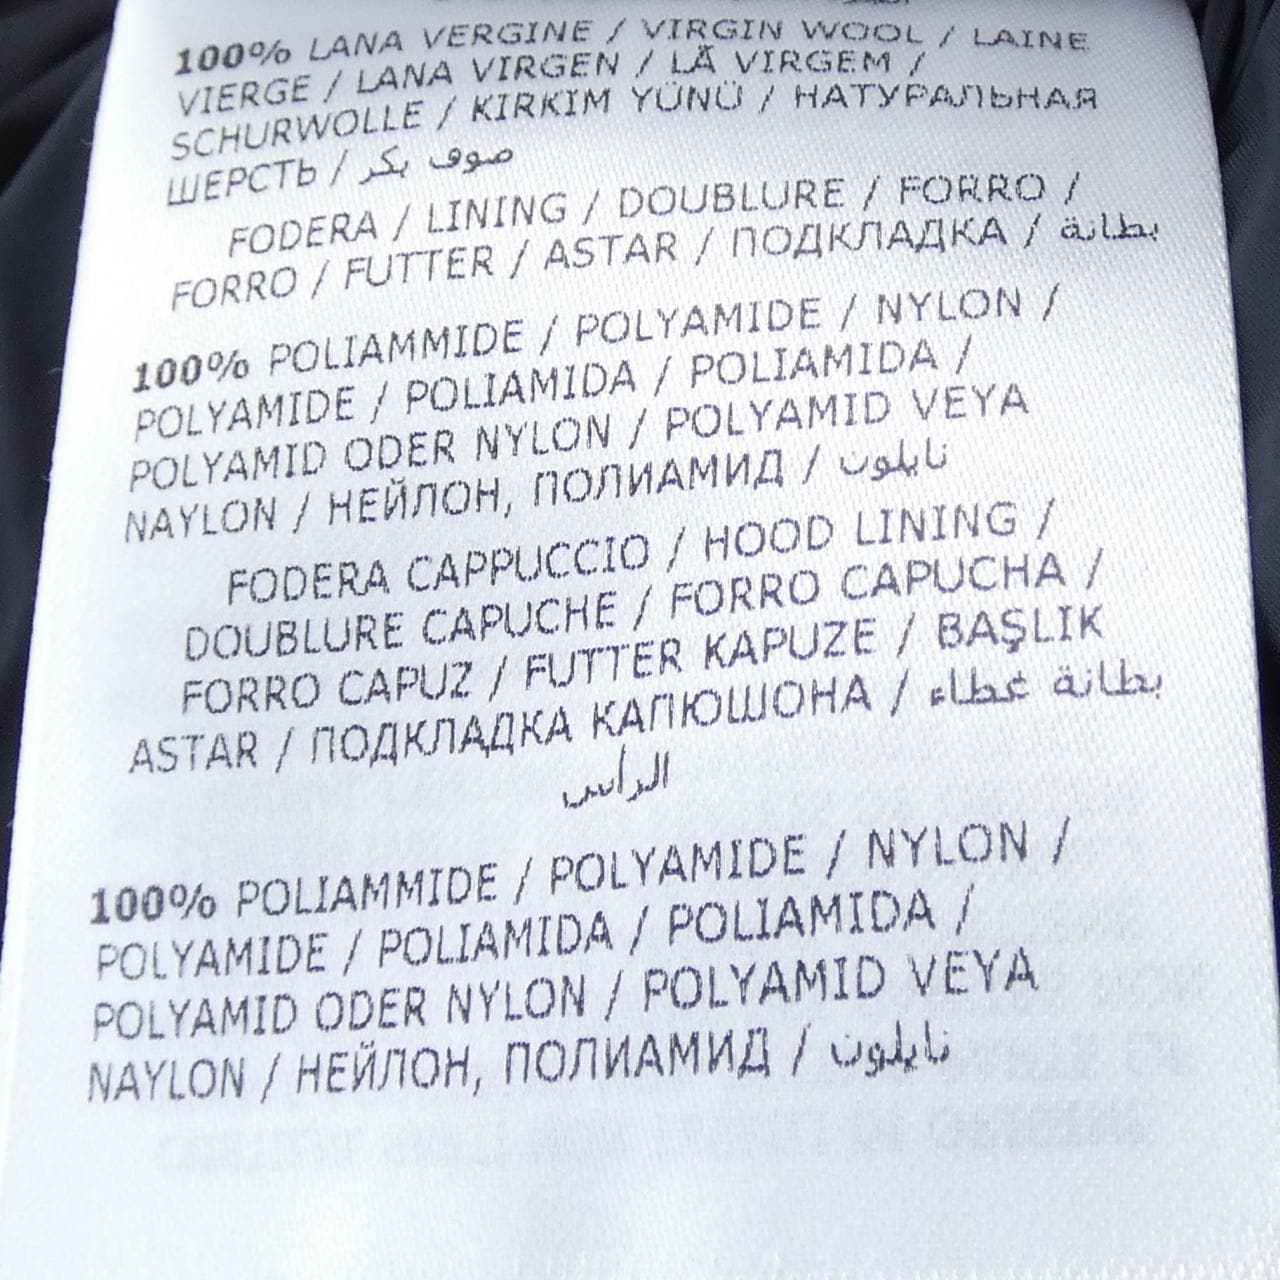 100% LANA VERGINE / VIRGIN WOOL / LAINE
VIERGE / LANA VIRGEN / LÃ VIRGEM /
SCHURWOLLE / KIRKIM YÜNÜ / НАТУРАЛЬНАЯ
ШЕРСТЬ / صوف بكر
FODERA / LINING / DOUBLURE / FORRO /
FORRO / FUTTER / ASTAR / ПОДКЛАДКА / بطانة
100% POLIAMMIDE / POLYAMIDE / NYLON /
POLYAMIDE / POLIAMIDA / POLIAMIDA /
POLYAMID ODER NYLON / POLYAMID VEYA
NAYLON / НЕЙЛОН, ПОЛИАМИД / نايلون
FODERA CAPPUCCIO / HOOD LINING /
DOUBLURE CAPUCHE / FORRO CAPUCHA /
FORRO CAPUZ / FUTTER KAPUZE / BAŞLIK
ASTAR / ПОДКЛАДКА КАПЮШОНА / بطانة غطاء
الرأس
100% POLIAMMIDE / POLYAMIDE / NYLON /
POLYAMIDE / POLIAMIDA / POLIAMIDA /
POLYAMID ODER NYLON / POLYAMID VEYA
NAYLON / НЕЙЛОН, ПОЛИАМИД / نايلون